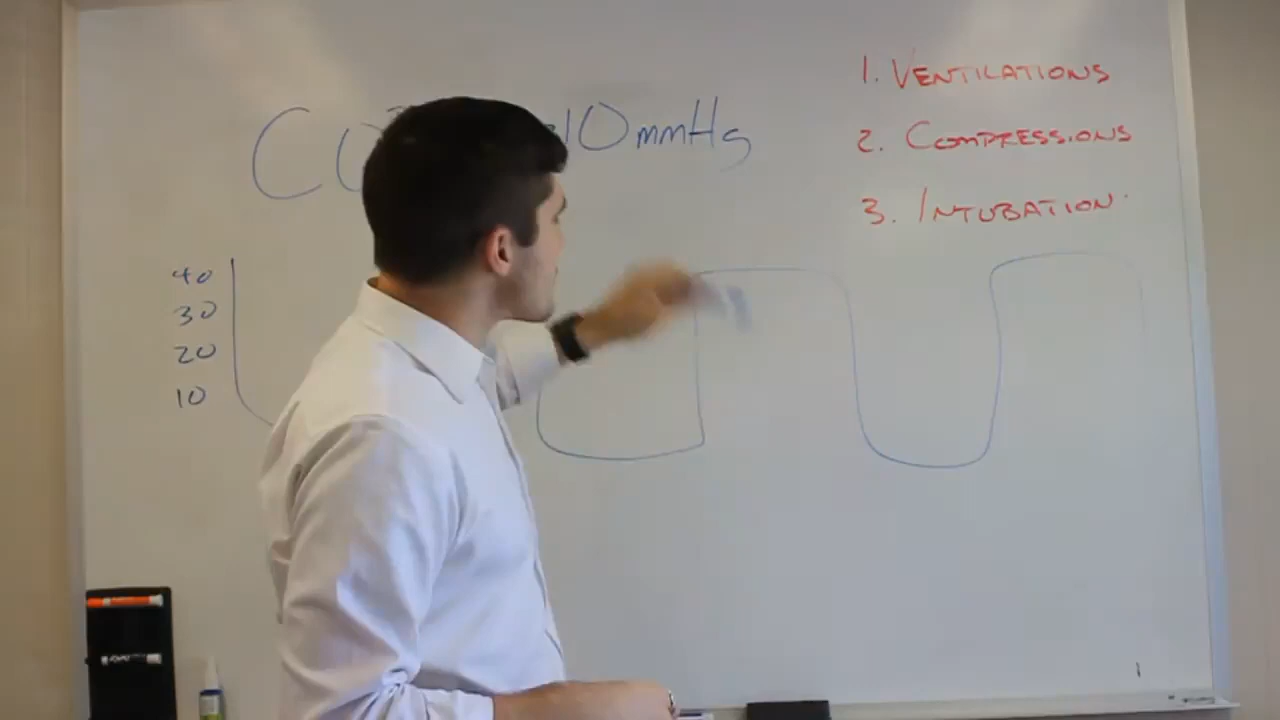 1. VENTILATIONS
CO 10mmHg
2. COMPRESSIONS
3. INTUBATION
40
30
20
10